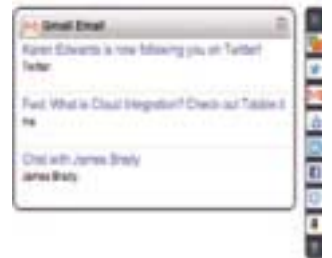 Gmail Email
Karen Edwards is now following you on Twitter!
Twitter
Fwd: What is Cloud Integration? Check out
me
Chat with James Brady
James Brady